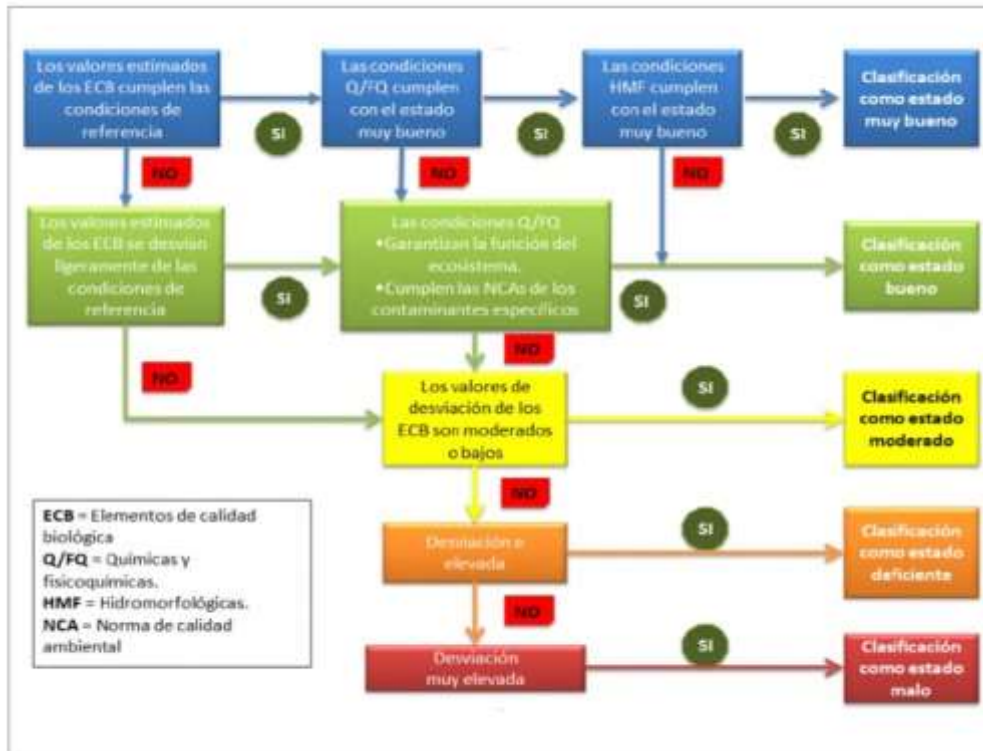 Los valores estimados
de los ECB cumplen las
condiciones de
referencia
SI
Las condiciones
Q/FQ cumplen
con el estado
muy bueno
SI
Las condiciones
HMF cumplen
con el estado
muy bueno
SI
Clasificación
como estado
muy bueno
NO
NO
NO
Los valores estimados
de los ECB se desvían
ligeramente de las
condiciones de
referencia
SI
Las condiciones Q/FQ
•Garantizan la función del
ecosistema.
•Cumplen las NCAs de los
contaminantes específicos
SI
Clasificación
como estado
bueno
NO
NO
Los valores de
desviación de los
ECB son moderados
o bajos
SI
Clasificación
como estado
moderado
NO
ECB = Elementos de calidad
biológica
Q/FQ = Químicas y
fisicoquímicas.
HMF = Hidromorfológicas.
NCA = Norma de calidad
ambiental
elevada
SI
Clasificación
como estado
deficiente
NO
Desviación
muy elevada
SI
Clasificación
como estado
malo